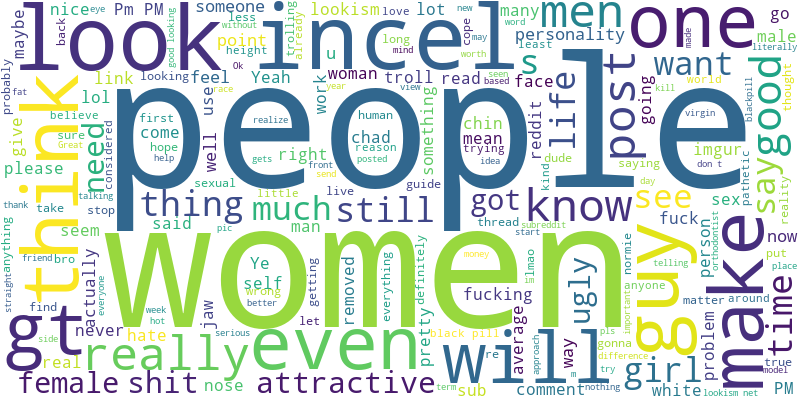 people
women
look
incel
one
think
will
even
make
guy
gt
really
know
men
post
good
life
say
want
s
need
thing
much
still
got
see
time
girl
shit
female
attractive
ugly
nice
eye
Pm PM
someone
lookism
love
lot
new
many
go
maybe
back
less
without
height
already
trolling
point
long
cope
may
word
male
literally
personality
least
probably
fat
lol
link
looking
good looking
feel
Yeah
use
work
woman
troll
u
mind
read
face
based
seen
worth
view
kill
world
thought
blackpill
virgin
give
believe
sure
Great
considered
please
first
come
hope
help
well
race
realize
Ok
year
human
chad
reason
posted
right
something
chin
mean
trying
idea
reddit
going
dude
kind
saying
imgur
don t
pathetic
day
reality
sex
thank
take
talking
stop
sexual
gets
little
front
send
live
guide
seem
said
pic
man
thread
subreddit
start
fuck
person
orthodontist
now
put
place
anything
friend
bro
actually
everyone
Ye
self
wrong
better
getting
removed
everything
definitely
money
lmao
im
fucking
normie
important
anyone
telling
matter
around
straight
find
week
hot
never
hate
jaw
let
pretty
black pill
average
re
approach
m
way
pls
gonna
difference
try
problem
true
model
side
real
nose
serious
term
sub
comment
nothing
white
lookism net
PM